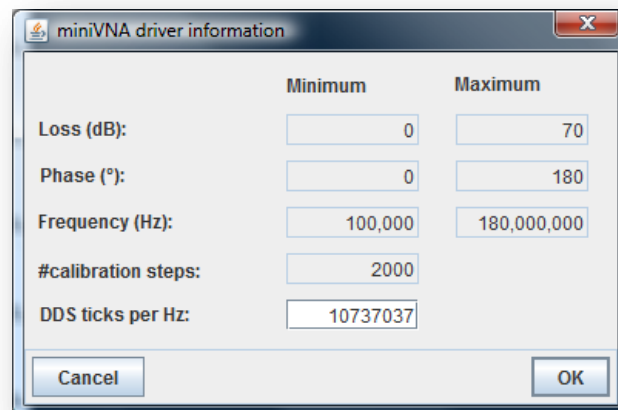 miniVNA driver information
Minimum Maximum
Loss (dB): 0 70
Phase (°): 0 180
Frequency (Hz): 100,000 180,000,000
#calibration steps: 2000
DDS ticks per Hz: 10737037
Cancel OK